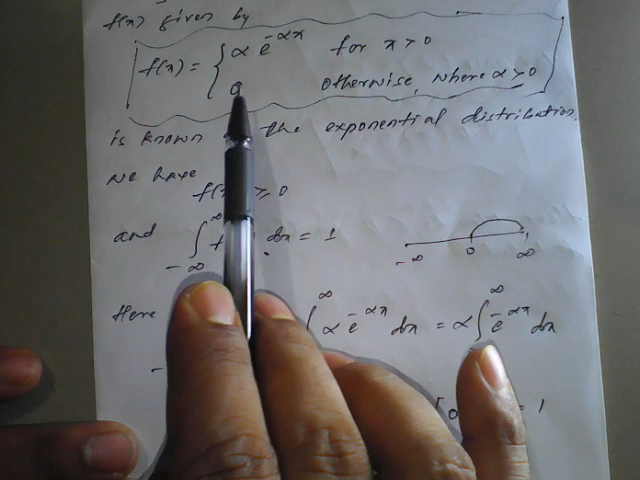 f(x) given by
f(x) = { α e^-αx for x > 0
0 otherwise, where α > 0
is known the exponential distribution.
we have
f(x ≥ 0
and ∫ -∞ ∞ f dx = 1
-∞ 0 ∞
Here ∫ ∞ α e^-αx dx = α ∫ ∞ e^-αx dx
[0 = 1